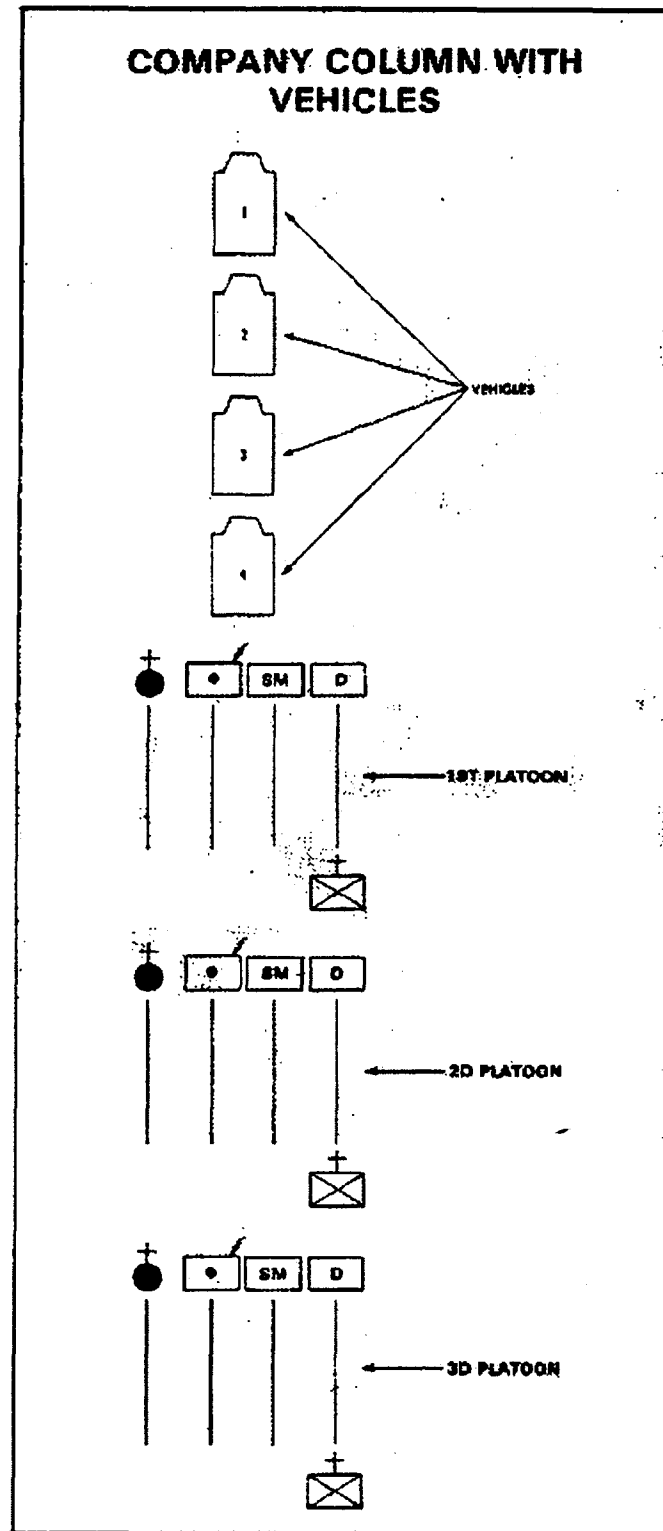 COMPANY COLUMN WITH
VEHICLES
1
2
VEHICLES
3
4
SM D
1ST PLATOON
SM D
2D PLATOON
SM D
3D PLATOON